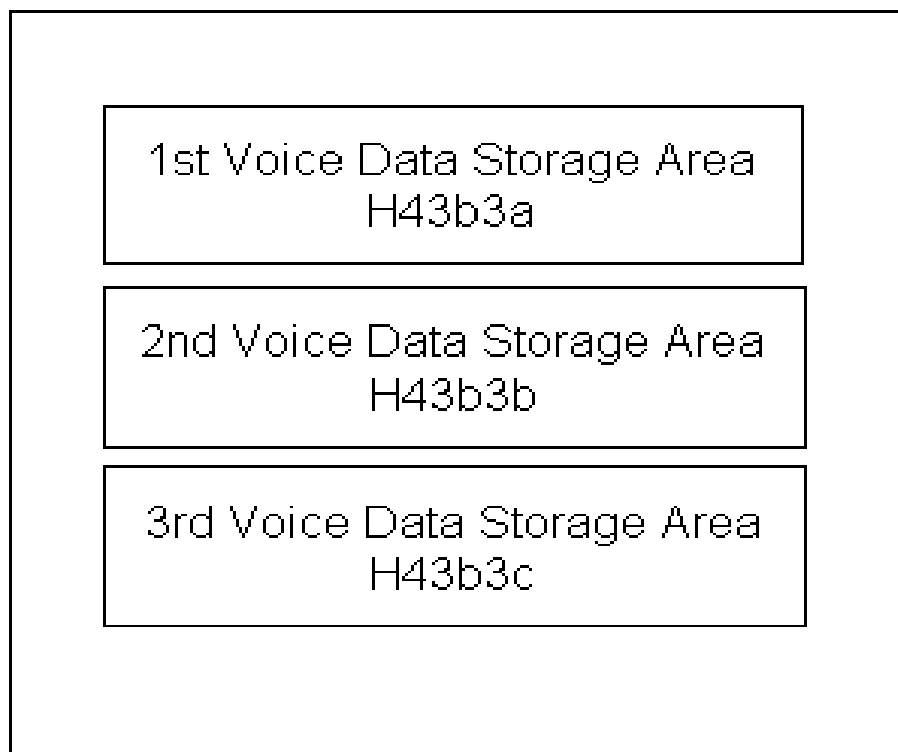 1st Voice Data Storage Area
H43b3a
2nd Voice Data Storage Area
H43b3b
3rd Voice Data Storage Area
H43b3c